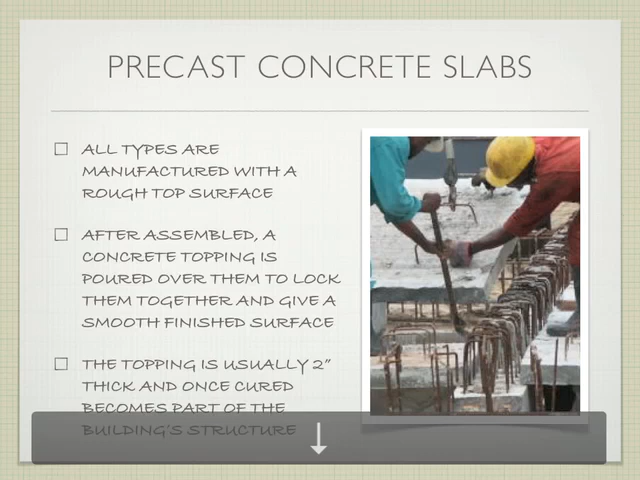 PRECAST CONCRETE SLABS
ALL TYPES ARE
MANUFACTURED WITH A
ROUGH TOP SURFACE
AFTER ASSEMBLED, A
CONCRETE TOPPING IS
POURED OVER THEM TO LOCK
THEM TOGETHER AND GIVE A
SMOOTH FINISHED SURFACE
THE TOPPING IS USUALLY 2”
THICK AND ONCE CURED
BECOMES PART OF THE
BUILDING’S STRUCTURE